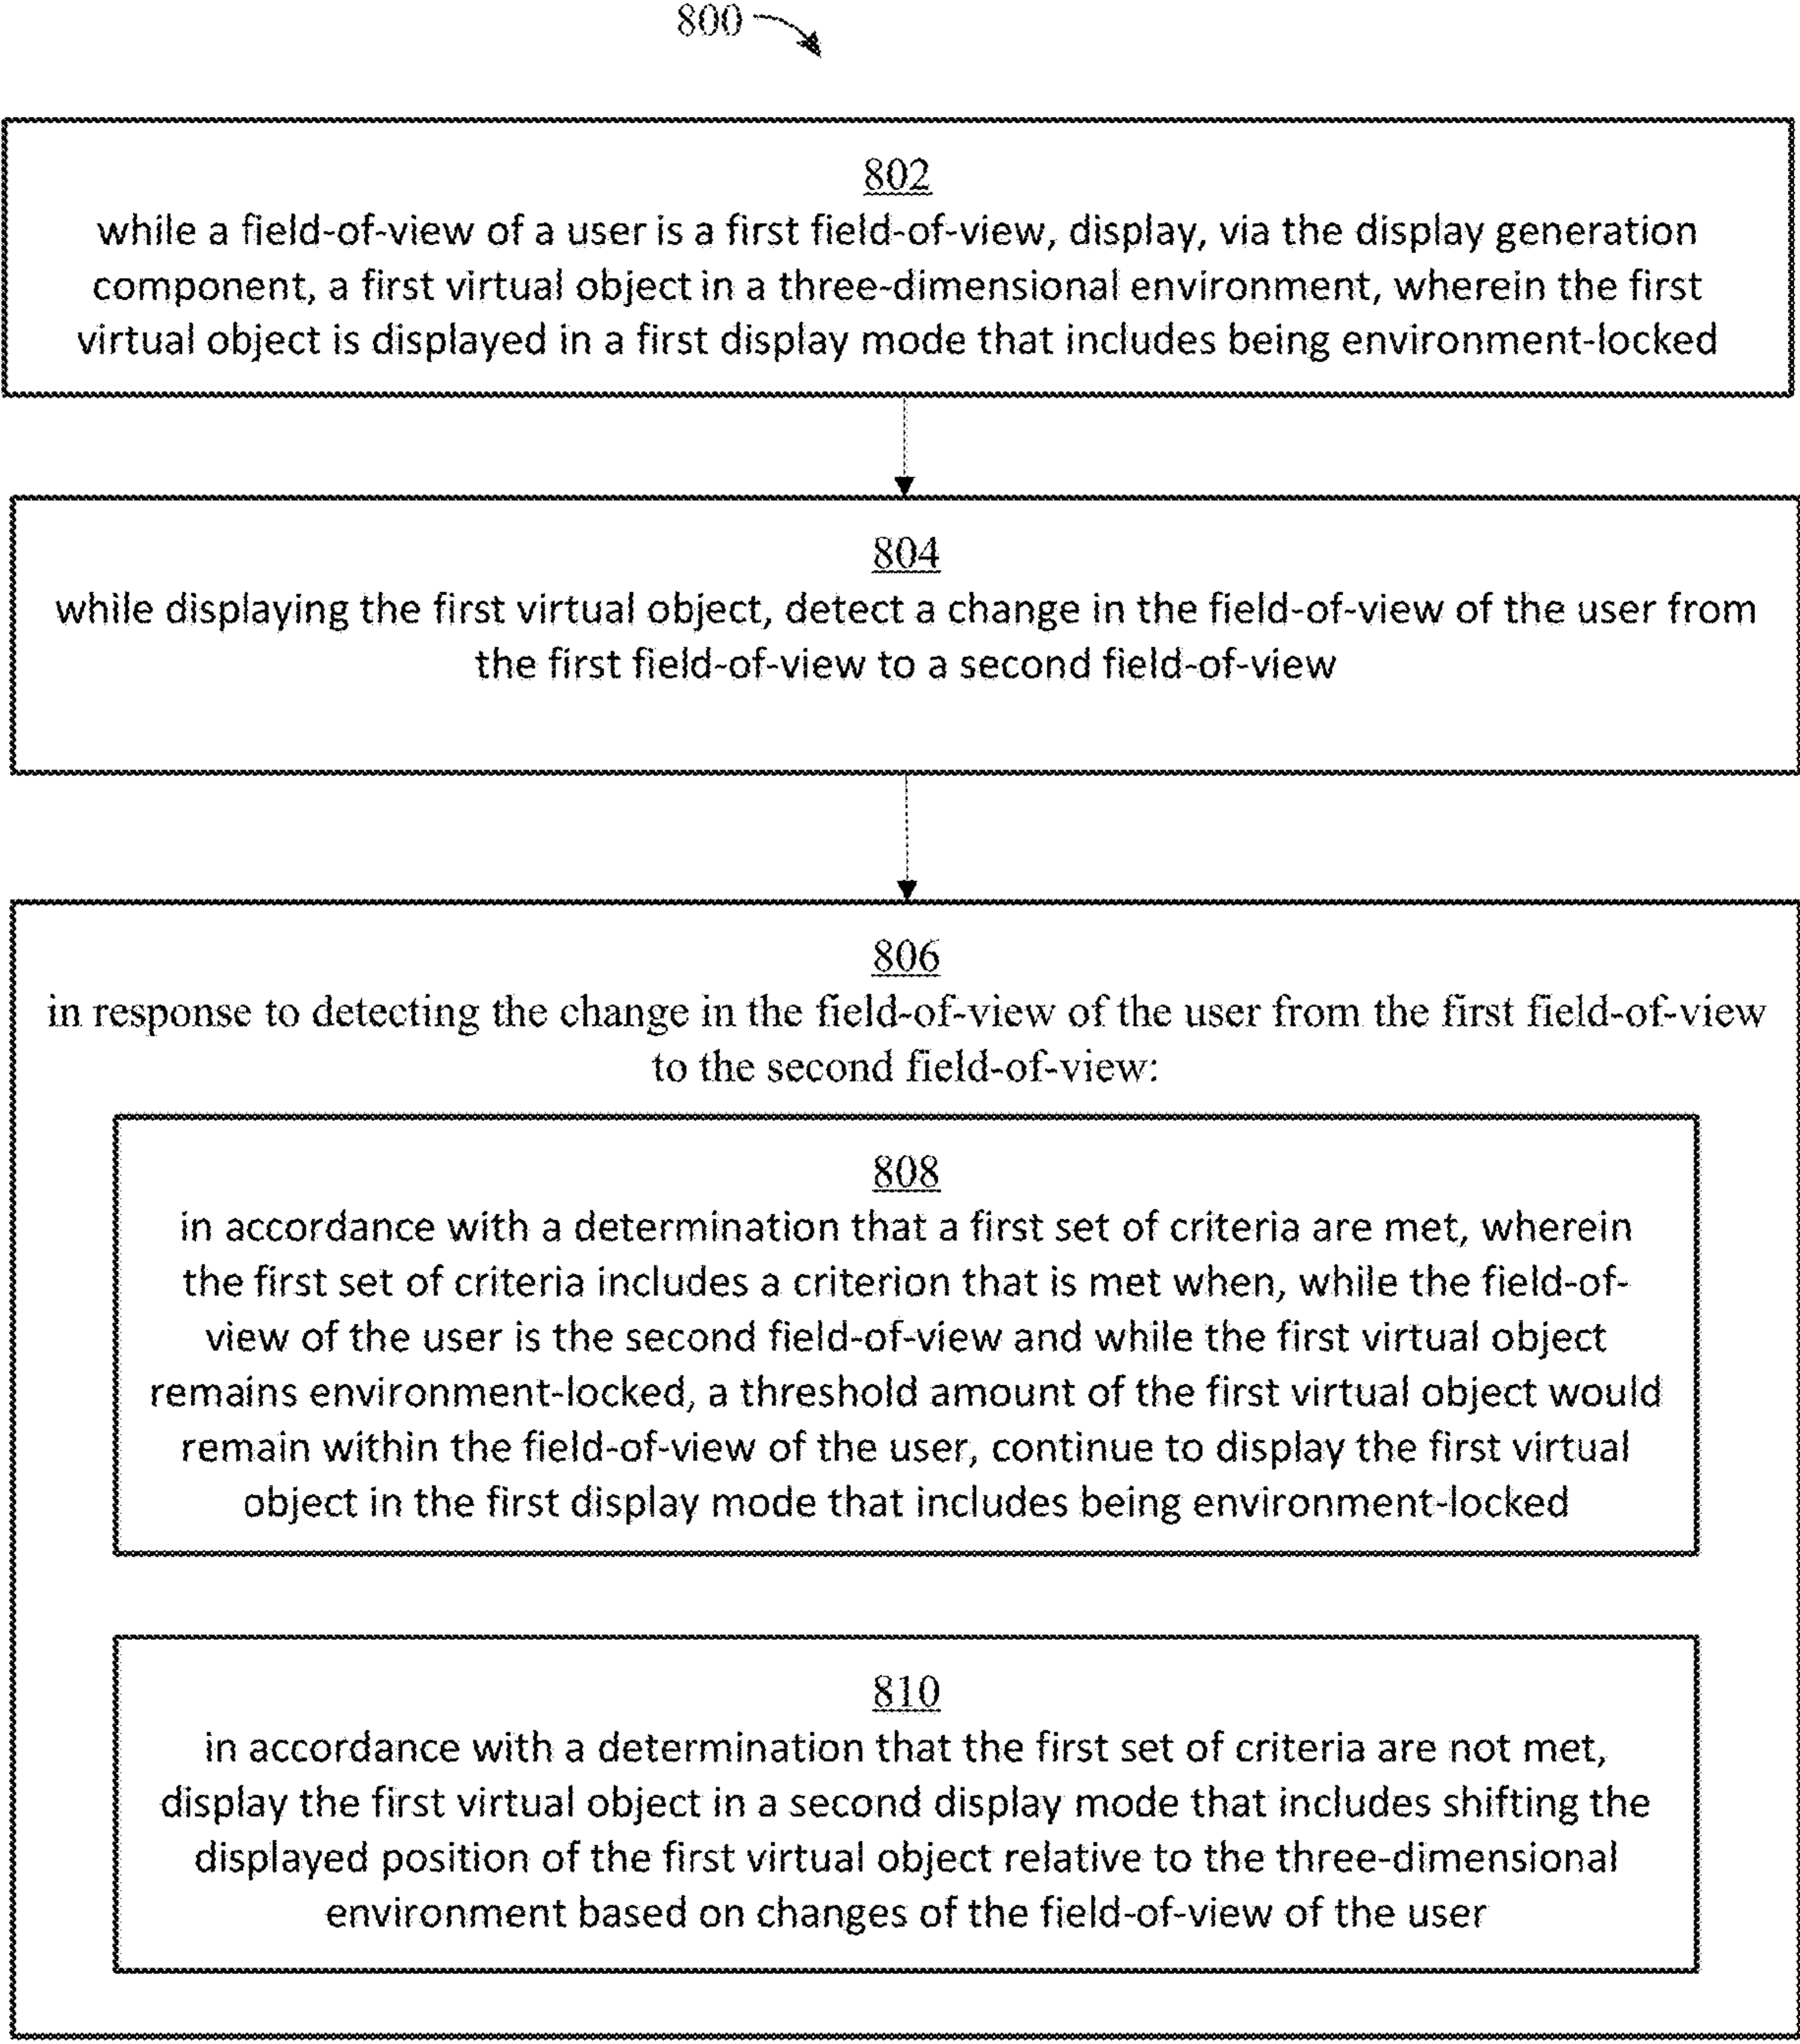 800
802
while a field-of-view of a user is a first field-of-view, display, via the display generation
component, a first virtual object in a three-dimensional environment, wherein the first
virtual object is displayed in a first display mode that includes being environment-locked
804
while displaying the first virtual object, detect a change in the field-of-view of the user from
the first field-of-view to a second field-of-view
806
in response to detecting the change in the field-of-view of the user from the first field-of-view
to the second field-of-view:
808
in accordance with a determination that a first set of criteria are met, wherein
the first set of criteria includes a criterion that is met when, while the field-of-
view of the user is the second field-of-view and while the first virtual object
remains environment-locked, a threshold amount of the first virtual object would
remain within the field-of-view of the user, continue to display the first virtual
object in the first display mode that includes being environment-locked
810
in accordance with a determination that the first set of criteria are not met,
display the first virtual object in a second display mode that includes shifting the
displayed position of the first virtual object relative to the three-dimensional
environment based on changes of the field-of-view of the user